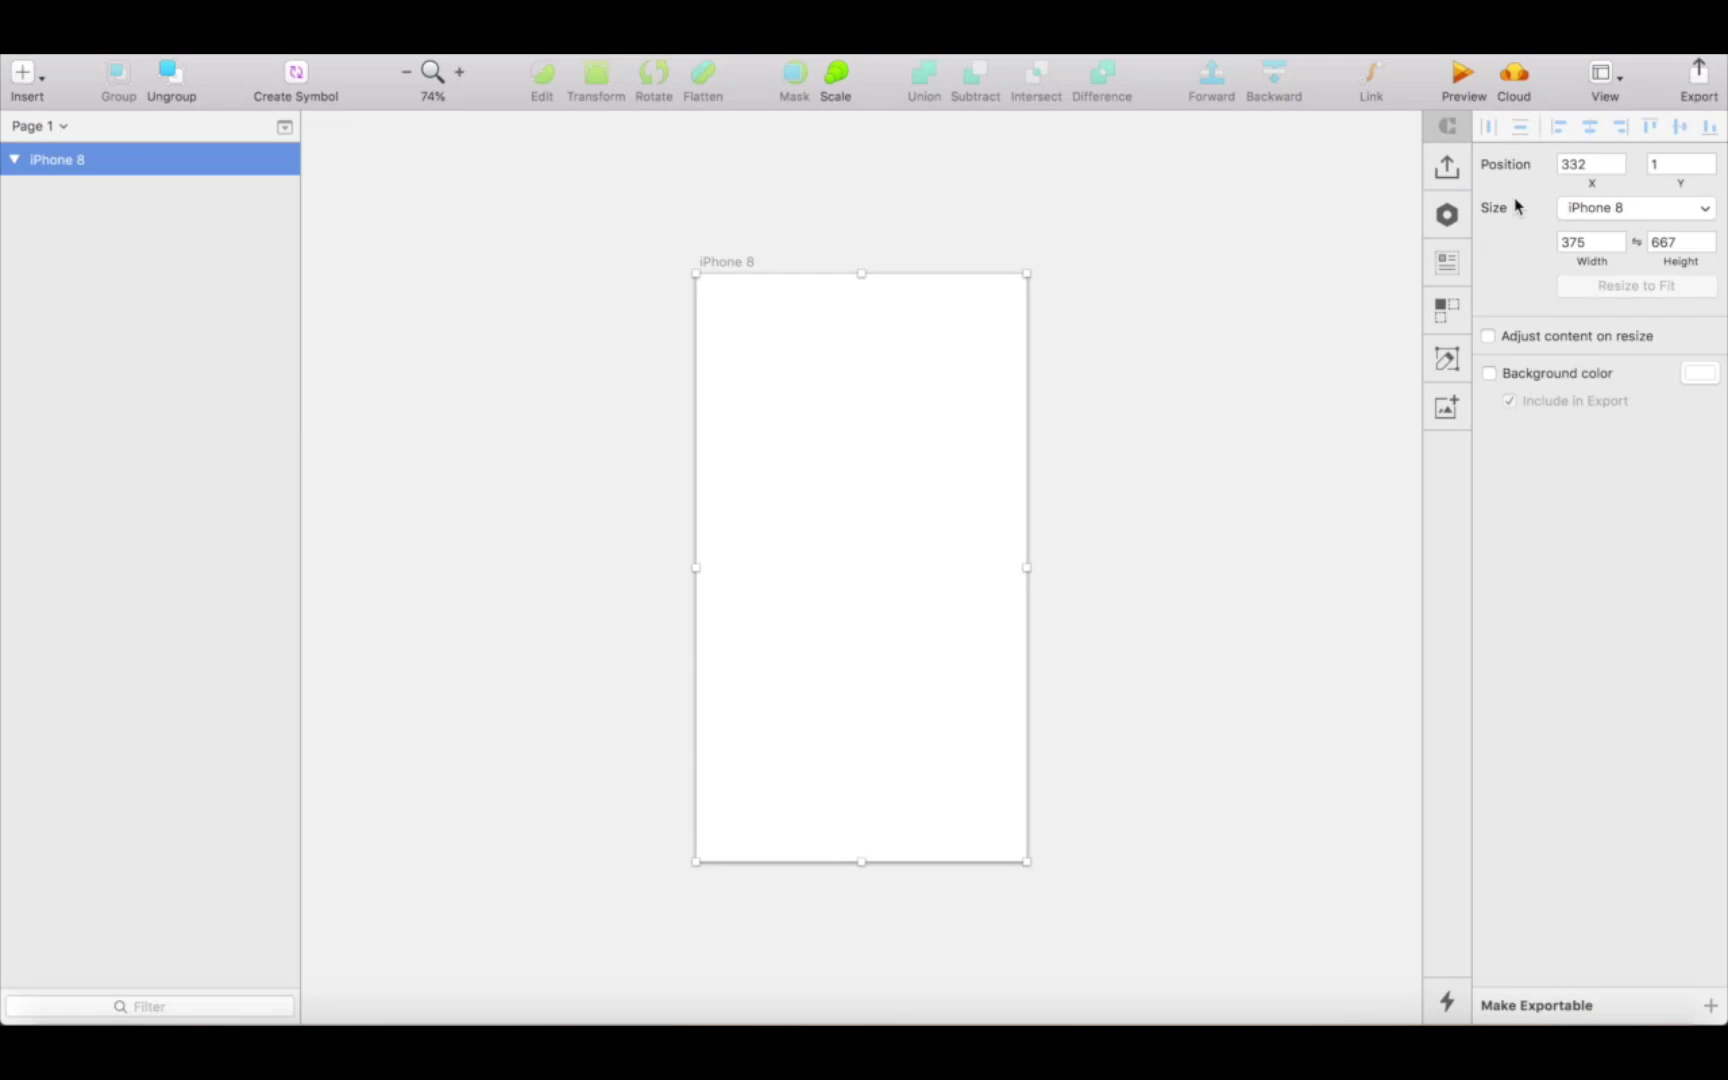 Insert
Group
Ungroup
Create Symbol
74%
Edit
Transform
Rotate
Flatten
Mask
Scale
Union
Subtract
Intersect
Difference
Forward
Backward
Link
Preview
Cloud
View
Export
Page 1
iPhone 8
iPhone 8
Position
332
1
X
Y
Size
iPhone 8
375
667
Width
Height
Resize to Fit
Adjust content on resize
Background color
Include in Export
Filter
Make Exportable